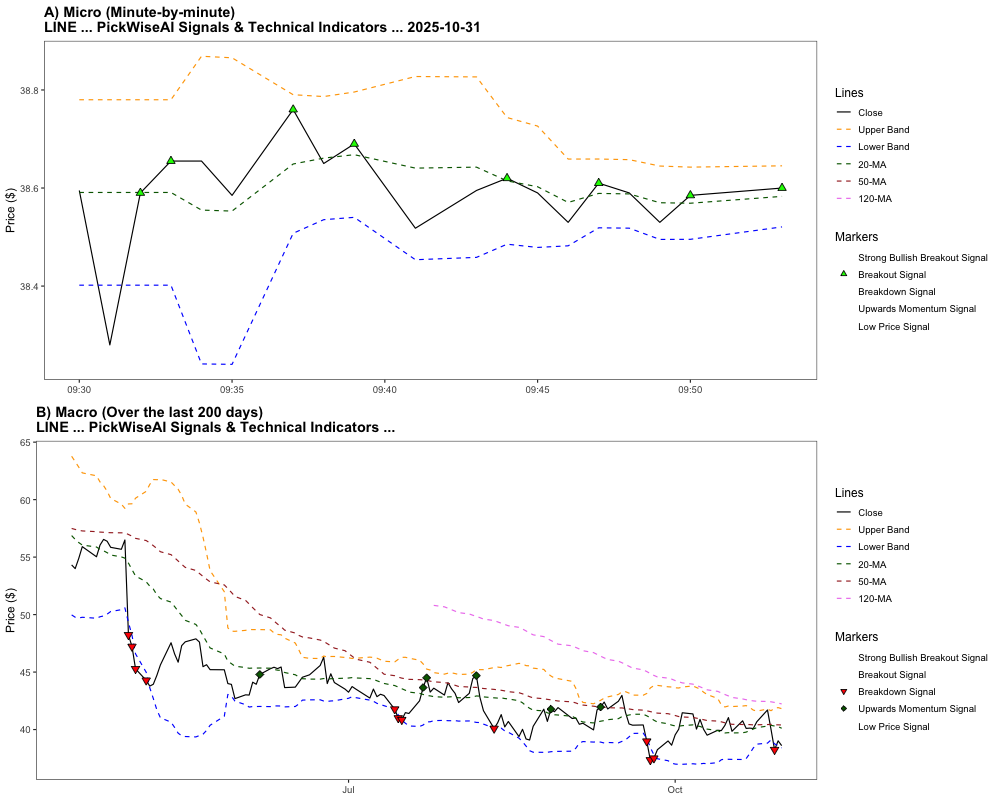 A) Micro (Minute-by-minute)
LINE ... PickWiseAI Signals & Technical Indicators ... 2025-10-31
Price ($)
38.8
38.6
38.4
09:30
09:35
09:40
09:45
09:50
Lines
Close
Upper Band
Lower Band
20-MA
50-MA
120-MA
Markers
Strong Bullish Breakout Signal
Breakout Signal
Breakdown Signal
Upwards Momentum Signal
Low Price Signal
B) Macro (Over the last 200 days)
LINE ... PickWiseAI Signals & Technical Indicators ...
Price ($)
65
60
55
50
45
40
Jul
Oct
Lines
Close
Upper Band
Lower Band
20-MA
50-MA
120-MA
Markers
Strong Bullish Breakout Signal
Breakout Signal
Breakdown Signal
Upwards Momentum Signal
Low Price Signal